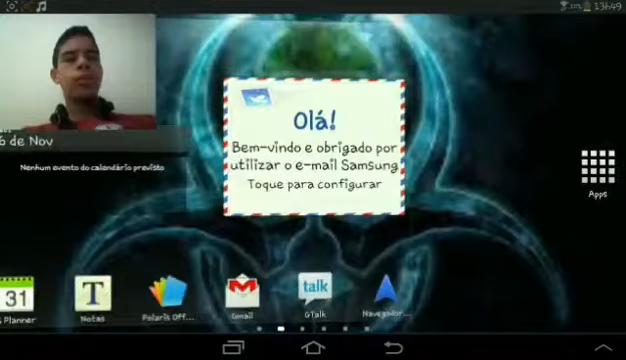 13:49
Olá!
Bem-vindo e obrigado por
utilizar o e-mail Samsung
Toque para configurar
6 de Nov
Nenhum evento do calendário previsto
Apps
31
S Planner
T
Notas
Polaris Off...
Gmail
talk
GTalk
Navegador...